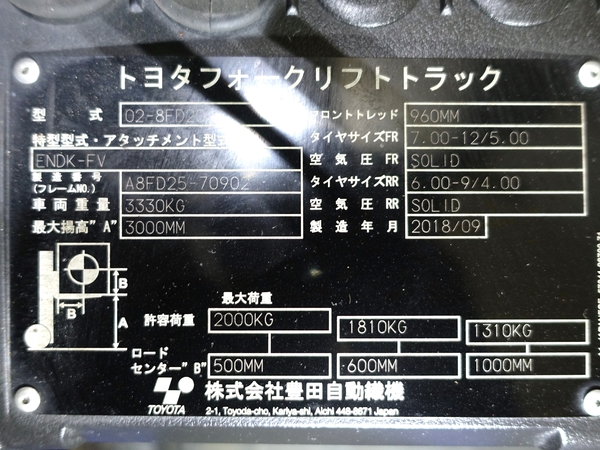 トヨタフォークリフトトラック
型式 02-8FD20 フロントトレッド 960MM
特型型式・アタッチメント型式 タイヤサイズFR 7.00-12/5.00
ENDK-FV 空気圧 FR SOLID
製造番号 (フレームNO.) A8FD25-70902 タイヤサイズRR 6.00-9/4.00
車両重量 3330KG 空気圧 RR SOLID
最大揚高"A" 3000MM 製造年月 2018/09
B
B A
最大荷重
許容荷重 2000KG 1810KG 1310KG
ロードセンター"B" 500MM 600MM 1000MM
TOYOTA 株式会社豊田自動織機
2-1, Toyoda-cho, Kariya-shi, Aichi 448-8671 Japan